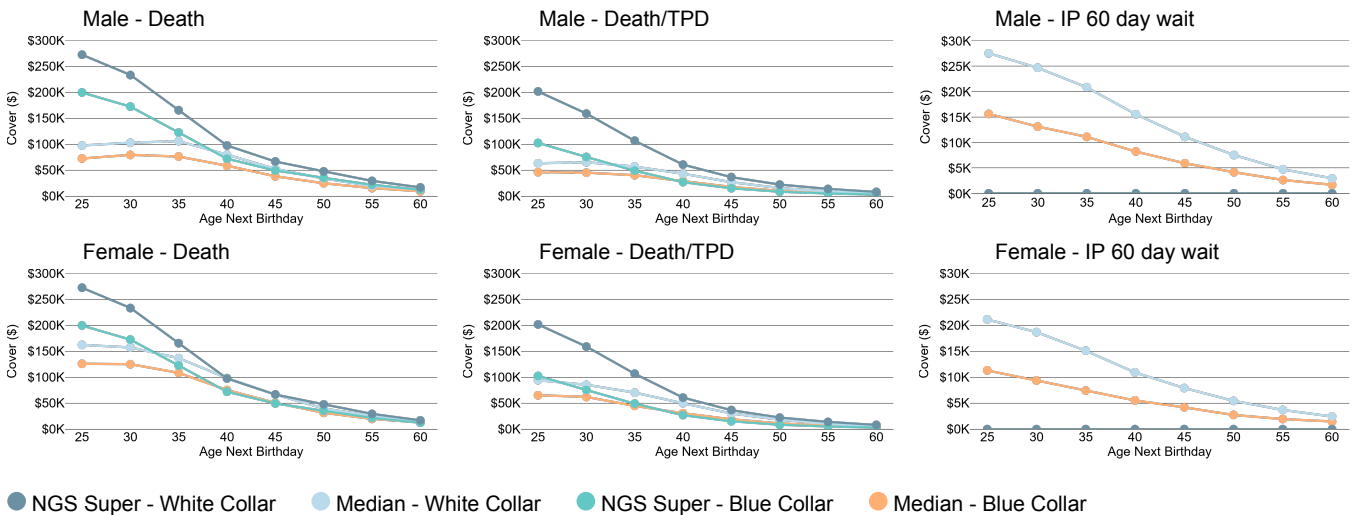 Male - Death
$300K
$250K
$200K
$150K
$100K
$50K
$0K
Cover ($)
25 30 35 40 45 50 55 60
Age Next Birthday
Male - Death/TPD
$300K
$250K
$200K
$150K
$100K
$50K
$0K
Cover ($)
25 30 35 40 45 50 55 60
Age Next Birthday
Male - IP 60 day wait
$30K
$25K
$20K
$15K
$10K
$5K
$0K
Cover ($)
25 30 35 40 45 50 55 60
Age Next Birthday
Female - Death
$300K
$250K
$200K
$150K
$100K
$50K
$0K
Cover ($)
25 30 35 40 45 50 55 60
Age Next Birthday
Female - Death/TPD
$300K
$250K
$200K
$150K
$100K
$50K
$0K
Cover ($)
25 30 35 40 45 50 55 60
Age Next Birthday
Female - IP 60 day wait
$30K
$25K
$20K
$15K
$10K
$5K
$0K
Cover ($)
25 30 35 40 45 50 55 60
Age Next Birthday
NGS Super - White Collar Median - White Collar NGS Super - Blue Collar Median - Blue Collar